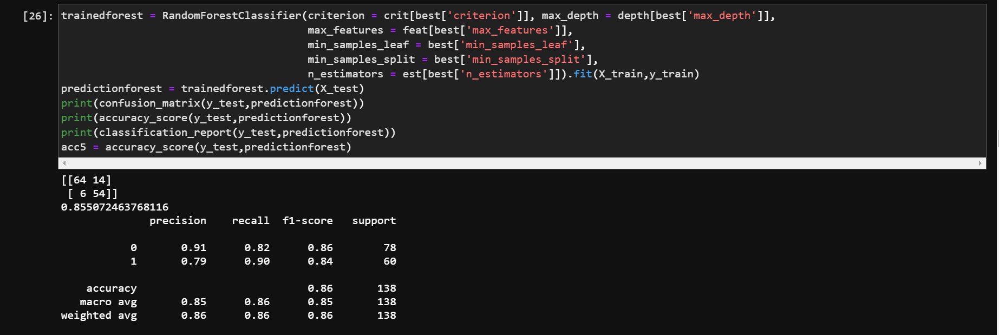 [26]: trainedforest = RandomForestClassifier(criterion = crit[best['criterion']], max_depth = depth[best['max_depth']],
max_features = feat[best['max_features']],
min_samples_leaf = best['min_samples_leaf'],
min_samples_split = best['min_samples_split'],
n_estimators = est[best['n_estimators']]).fit(X_train,y_train)
predictionforest = trainedforest.predict(X_test)
print(confusion_matrix(y_test,predictionforest))
print(accuracy_score(y_test,predictionforest))
print(classification_report(y_test,predictionforest))
acc5 = accuracy_score(y_test,predictionforest)
[[64 14]
[ 6 54]]
0.855072463768116
precision recall f1-score support
0 0.91 0.82 0.86 78
1 0.79 0.90 0.84 60
accuracy 0.86 138
macro avg 0.85 0.86 0.85 138
weighted avg 0.86 0.86 0.86 138